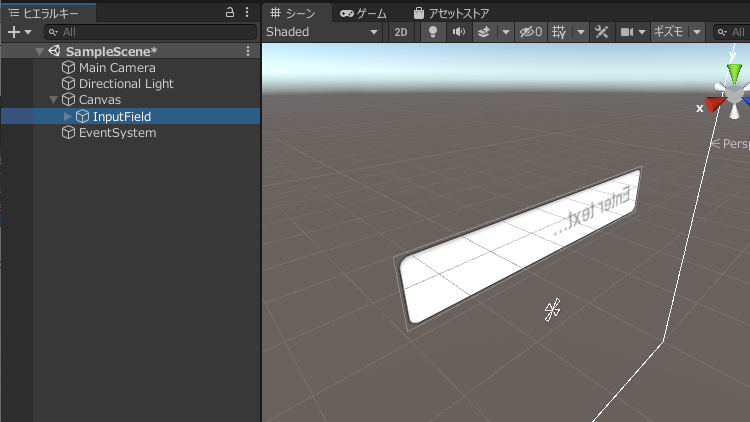 ヒエラルキー
All
SampleScene*
Main Camera
Directional Light
Canvas
InputField
EventSystem
シーン ゲーム アセットストア
Shaded 2D 0 ギズモ All
y
x
Persp
Enter text...